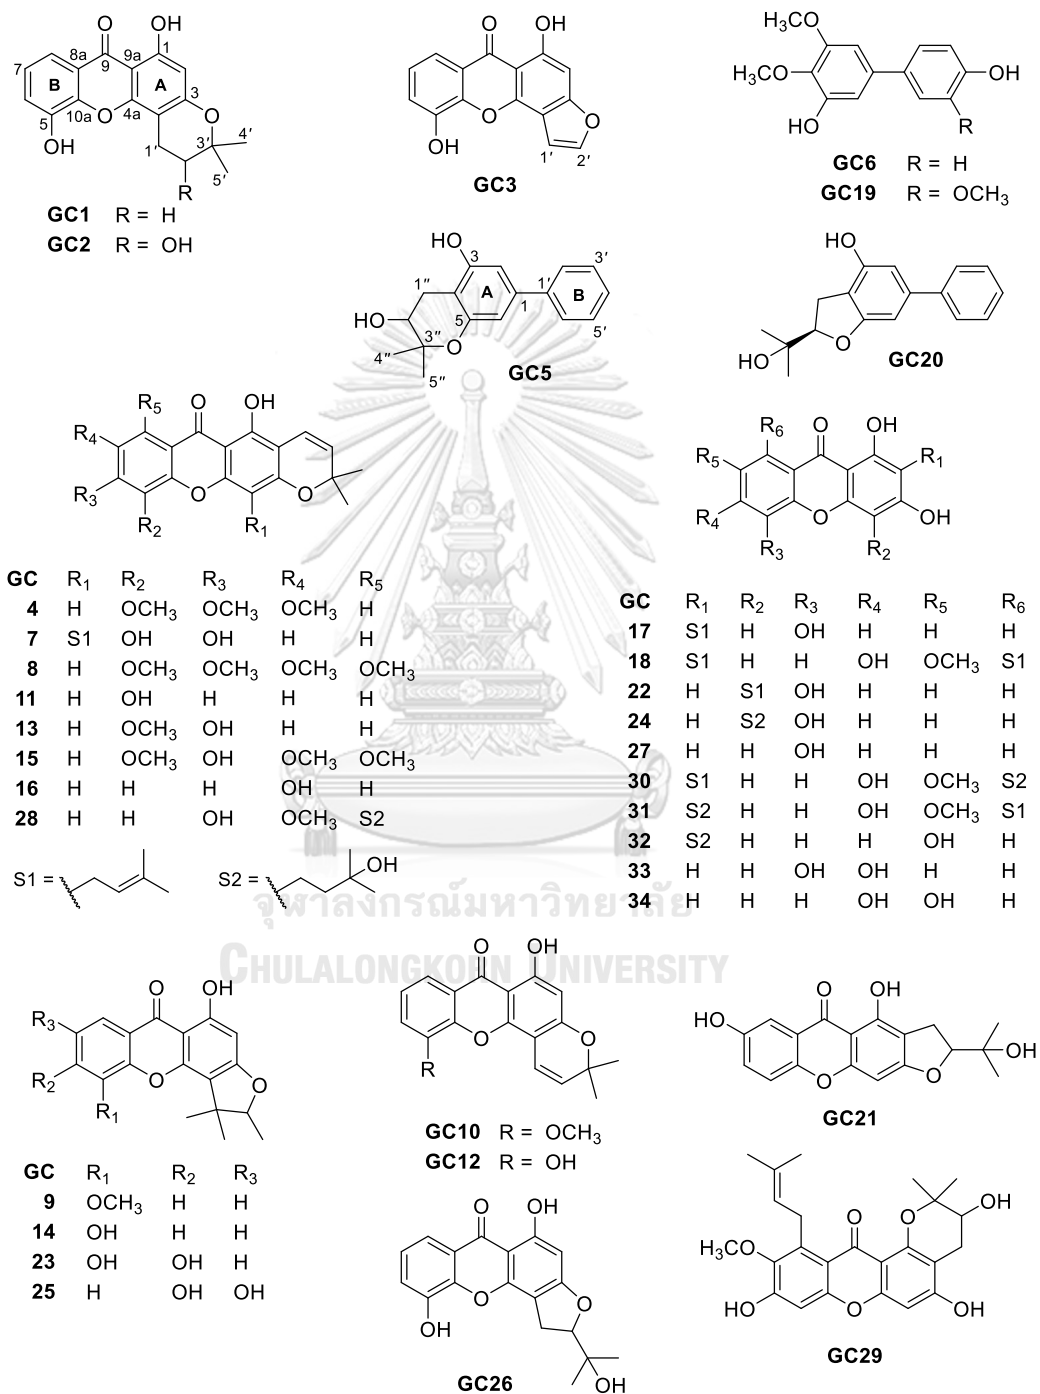 O OH O OH H₃CO
8a 9 9a 1
7 B A 3 H₃CO OH
5 10a O 4a O O O HO R
OH 1′ 3′ 4′ OH 1′ 2′ GC6 R = H
5′ GC3 GC19 R = OCH₃
R
GC1 R = H
GC2 R = OH
HO 3 3′ HO
1″ A 1′ B
HO 5 1 5′
3″ O O
4″ 5″ GC5 HO GC20
R₅ O OH R₆ O OH
R₄ R₅ R₁
R₃ O O R₄ O OH
R₂ R₁ R₃ R₂
GC R₁ R₂ R₃ R₄ R₅
4 H OCH₃ OCH₃ OCH₃ H
7 S1 OH OH H H
8 H OCH₃ OCH₃ OCH₃ OCH₃
11 H OH H H H
13 H OCH₃ OH H H
15 H OCH₃ OH OCH₃ OCH₃
16 H H H OH H
28 H H OH OCH₃ S2
GC R₁ R₂ R₃ R₄ R₅ R₆
17 S1 H OH H H H
18 S1 H H OH OCH₃ S1
22 H S1 OH H H H
24 H S2 OH H H H
27 H H OH H H H
30 S1 H H OH OCH₃ S2
31 S2 H H OH OCH₃ S1
32 S2 H H H OH H
33 H H OH OH H H
34 H H H OH OH H
S1 = S2 = OH
จุฬาลงกรณ์มหาวิทยาลัย
CHULALONGKORN UNIVERSITY
O OH O OH O OH
R₃ HO
R₂ O O O O O O OH
R₁ R
GC10 R = OCH₃
GC12 R = OH
GC21
GC R₁ R₂ R₃
9 OCH₃ H H
14 OH H H
23 OH OH H
25 H OH OH
O OH
O O
OH
OH
GC26
O O OH
H₃CO
HO O OH
GC29